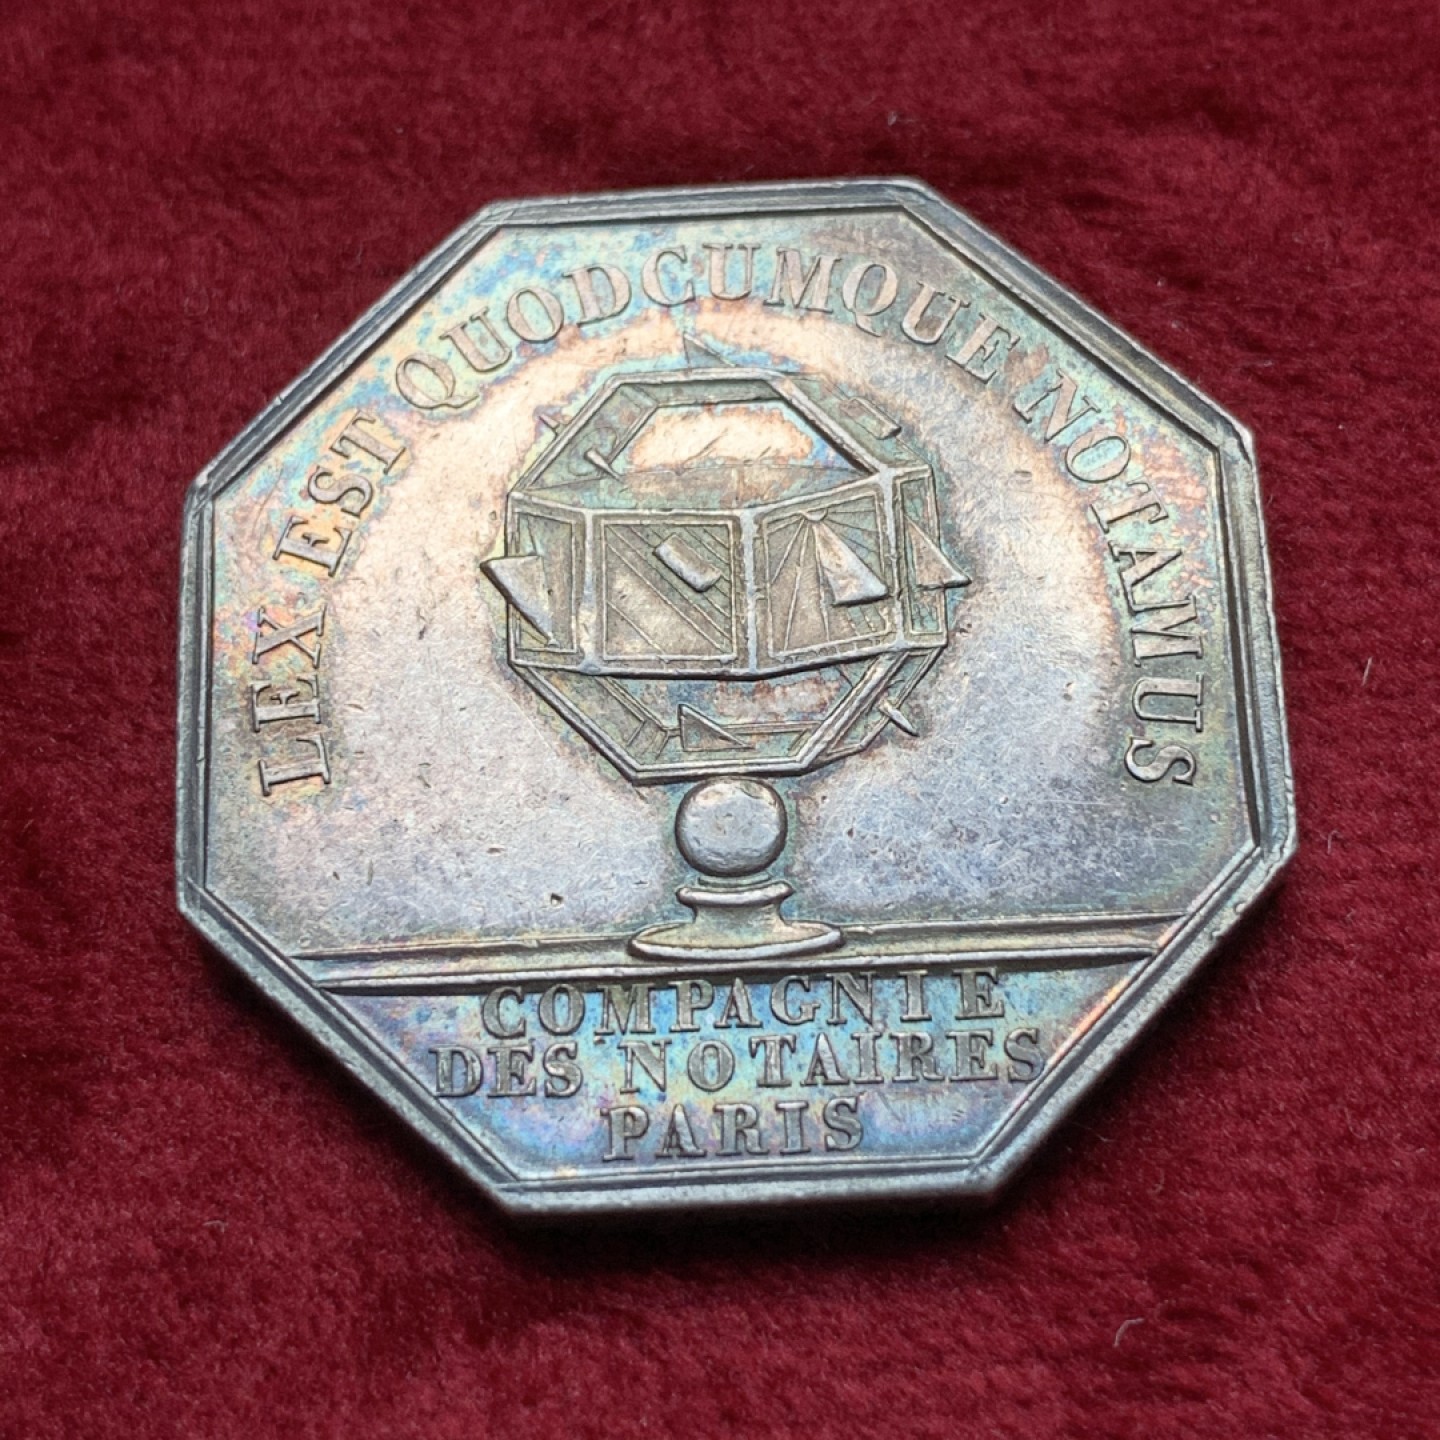 LEX EST QUODCUMQUE NOTAMUS
COMPAGNIE
DES NOTAIRES
PARIS